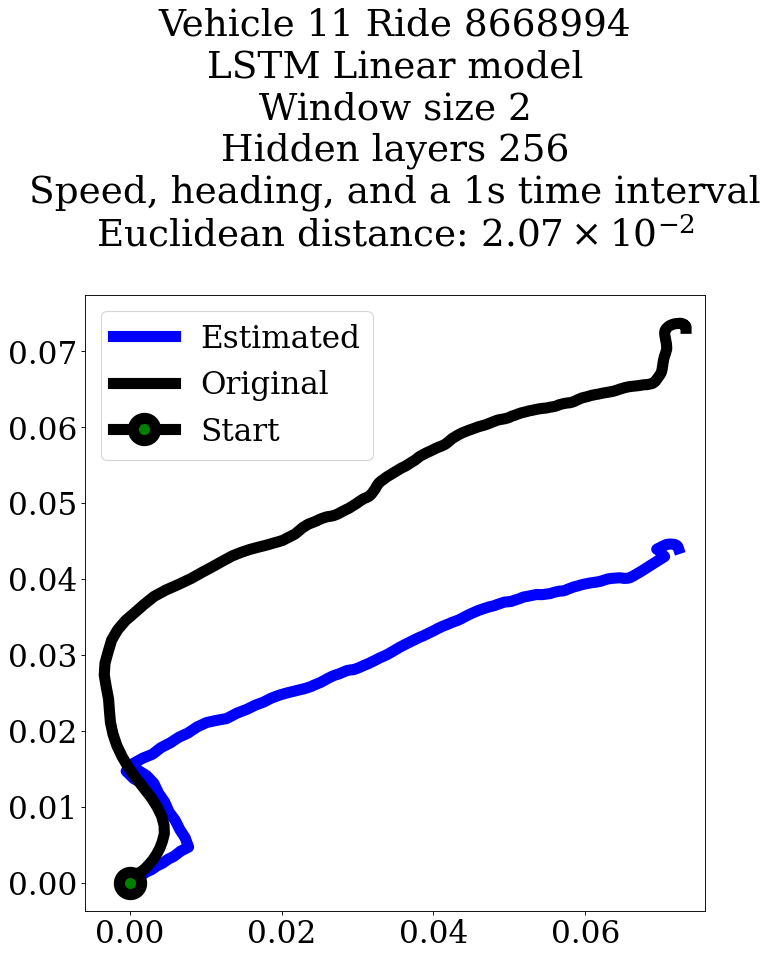 Vehicle 11 Ride 8668994
LSTM Linear model
Window size 2
Hidden layers 256
Speed, heading, and a 1s time interval
Euclidean distance: 2.07 × 10⁻²
Estimated
Original
Start
0.07
0.06
0.05
0.04
0.03
0.02
0.01
0.00
0.00 0.02 0.04 0.06